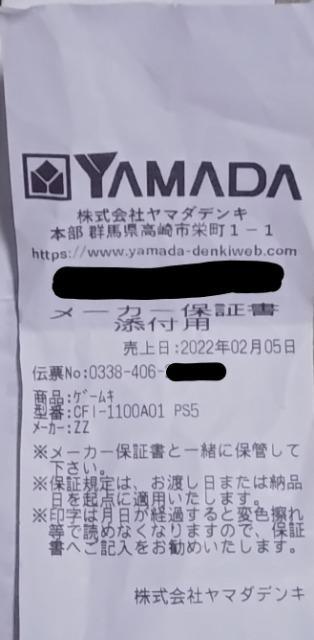 YAMADA
株式会社ヤマダデンキ
本部 群馬県高崎市栄町1-1
https://www.yamada-denkiweb.com
メーカー保証書
添付用
売上日:2022年02月05日
伝票No:0338-406-
商品:ゲームキ
型番:CFI-1100A01 PS5
メーカー:ZZ
※メーカー保証書と一緒に保管して
下さい。
※保証規定は、お渡し日または納品
日を起点に適用いたします。
※印字は月日が経過すると変色擦れ
等で読めなくなりますので、保証
書へご記入をお勧めいたします。
株式会社ヤマダデンキ